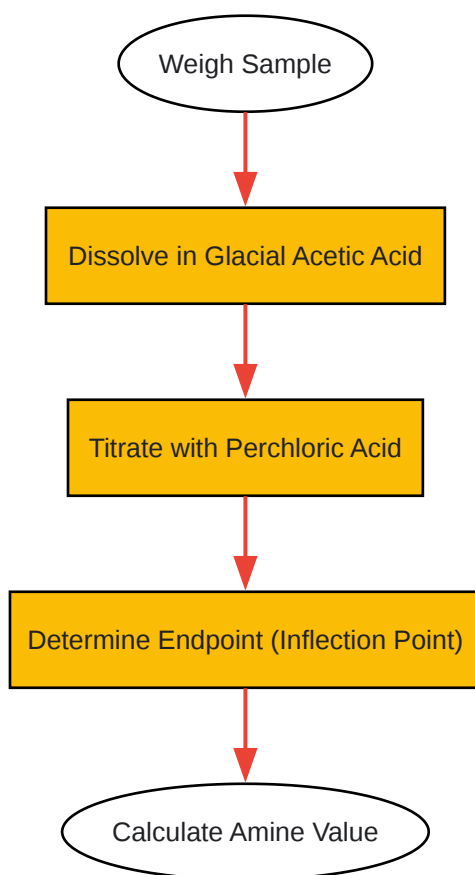 Weigh Sample
Dissolve in Glacial Acetic Acid
Titrate with Perchloric Acid
Determine Endpoint (Inflection Point)
Calculate Amine Value